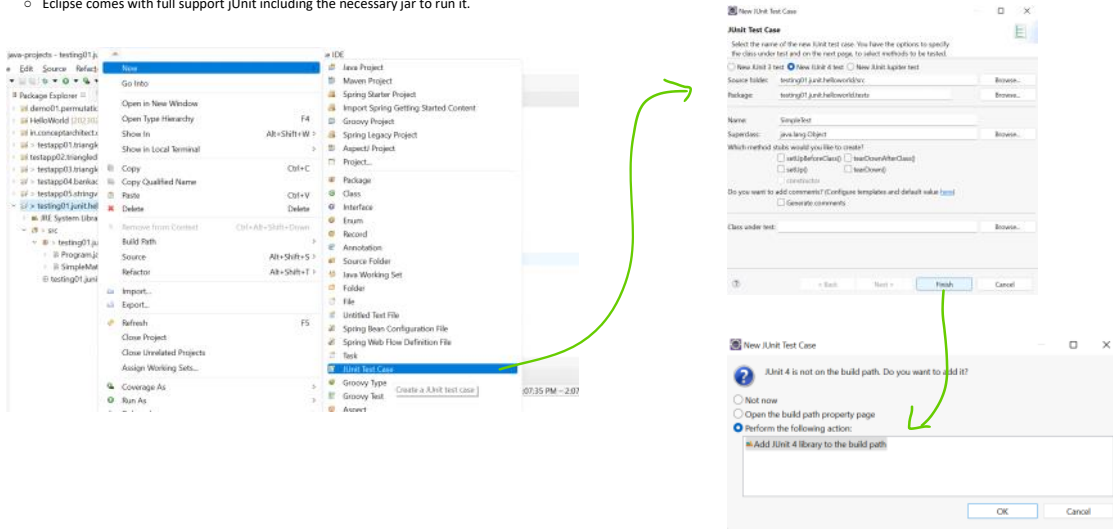 ○ Eclipse comes with full support jUnit including the necessary jar to run it.
java-projects - testing01.ju
Edit Source Refact
Package Explorer
demo01.permutatic
HelloWorld
in.conceptarchitect.c
> testapp01.triangk
testapp02.triangled
> testapp03.triangk
> testapp04.bankac
> testapp05.stringv
> testing01.junit.hel
JRE System Libra
> src
> testing01.ju
Program.ja
SimpleMat
testing01.juni
New
Go Into
Open in New Window
Open Type Hierarchy F4
Show In Alt+Shift+W >
Show in Local Terminal >
Copy Ctrl+C
Copy Qualified Name
Paste Ctrl+V
Delete Delete
Remove from Context Ctrl+Alt+Shift+Down
Build Path >
Source Alt+Shift+S >
Refactor Alt+Shift+T >
Import...
Export...
Refresh F5
Close Project
Close Unrelated Projects
Assign Working Sets...
Coverage As >
Run As >
IDE
Java Project
Maven Project
Spring Starter Project
Import Spring Getting Started Content
Groovy Project
Spring Legacy Project
AspectJ Project
Project...
Package
Class
Interface
Enum
Record
Annotation
Source Folder
Java Working Set
Folder
File
Untitled Text File
Spring Bean Configuration File
Spring Web Flow Definition File
Task
JUnit Test Case
Groovy Type
Groovy Test
Aspect
Create a JUnit test case
:07:35 PM – 2:07
New JUnit Test Case
JUnit Test Case
Select the name of the new JUnit test case. You have the options to specify
the class under test and on the next page, to select methods to be tested.
New JUnit 3 test New JUnit 4 test New JUnit Jupiter test
Source folder: testing01.junit.helloworld/src Browse...
Package: testing01.junit.helloworld.tests Browse...
Name: SimpleTest
Superclass: java.lang.Object Browse...
Which method stubs would you like to create?
setUpBeforeClass() tearDownAfterClass()
setUp() tearDown()
constructor
Do you want to add comments? (Configure templates and default value here)
Generate comments
Class under test: Browse...
< Back Next > Finish Cancel
New JUnit Test Case
JUnit 4 is not on the build path. Do you want to add it?
Not now
Open the build path property page
Perform the following action:
Add JUnit 4 library to the build path
OK Cancel